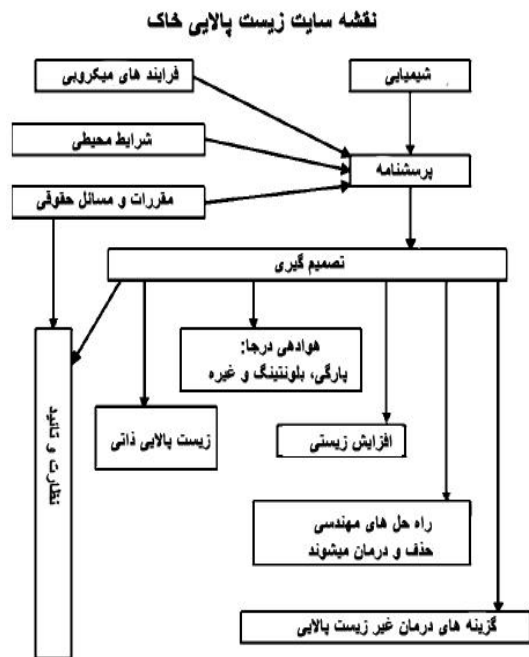 نقشه سایت زیست پالایی خاک
شیمیایی
فرایند های میکروبی
شرایط محیطی
پرسشنامه
مقررات و مسائل حقوقی
تصمیم گیری
هوادهی درجا:
پارگی، بلونتینگ و غیره
زیست پالایی ذاتی
افزایش زیستی
نظارت و تائید
راه حل های مهندسی
حذف و درمان میشوند
گزینه های درمان غیر زیست پالایی